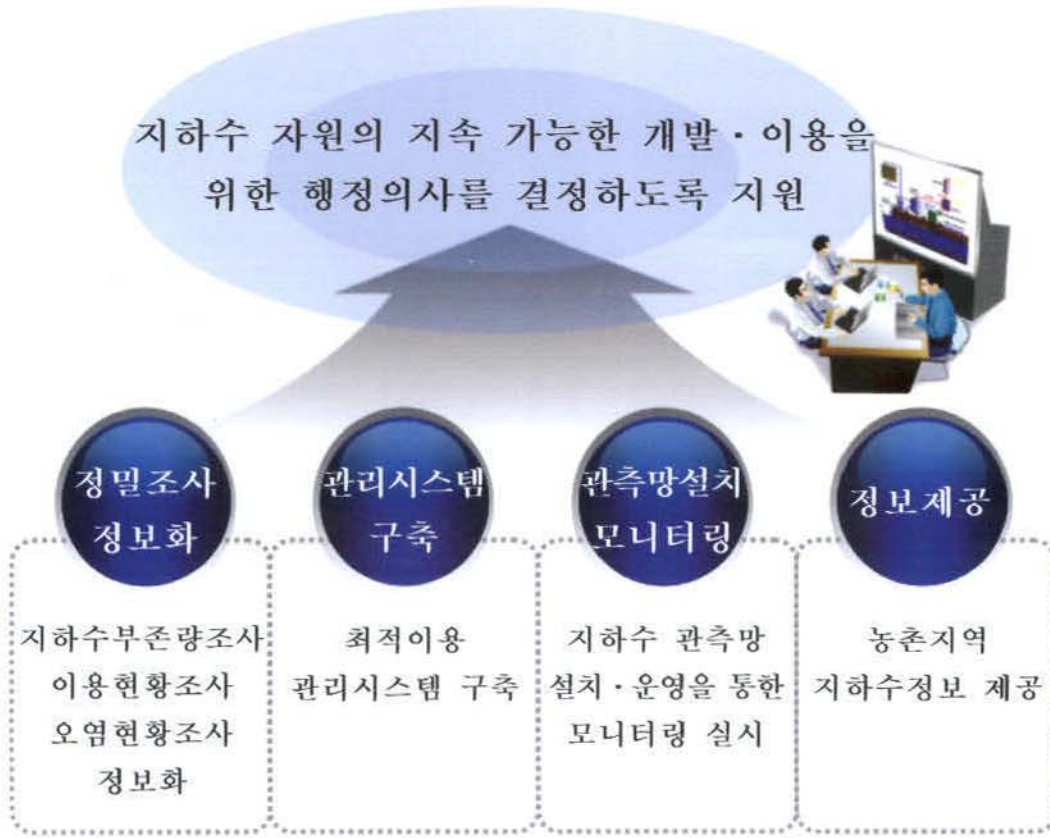 지하수 자원의 지속 가능한 개발·이용을
위한 행정의사를 결정하도록 지원
정밀조사
정보화
지하수부존량조사
이용현황조사
오염현황조사
정보화
관리시스템
구축
최적이용
관리시스템 구축
관측망설치
모니터링
지하수 관측망
설치·운영을 통한
모니터링 실시
정보제공
농촌지역
지하수정보 제공